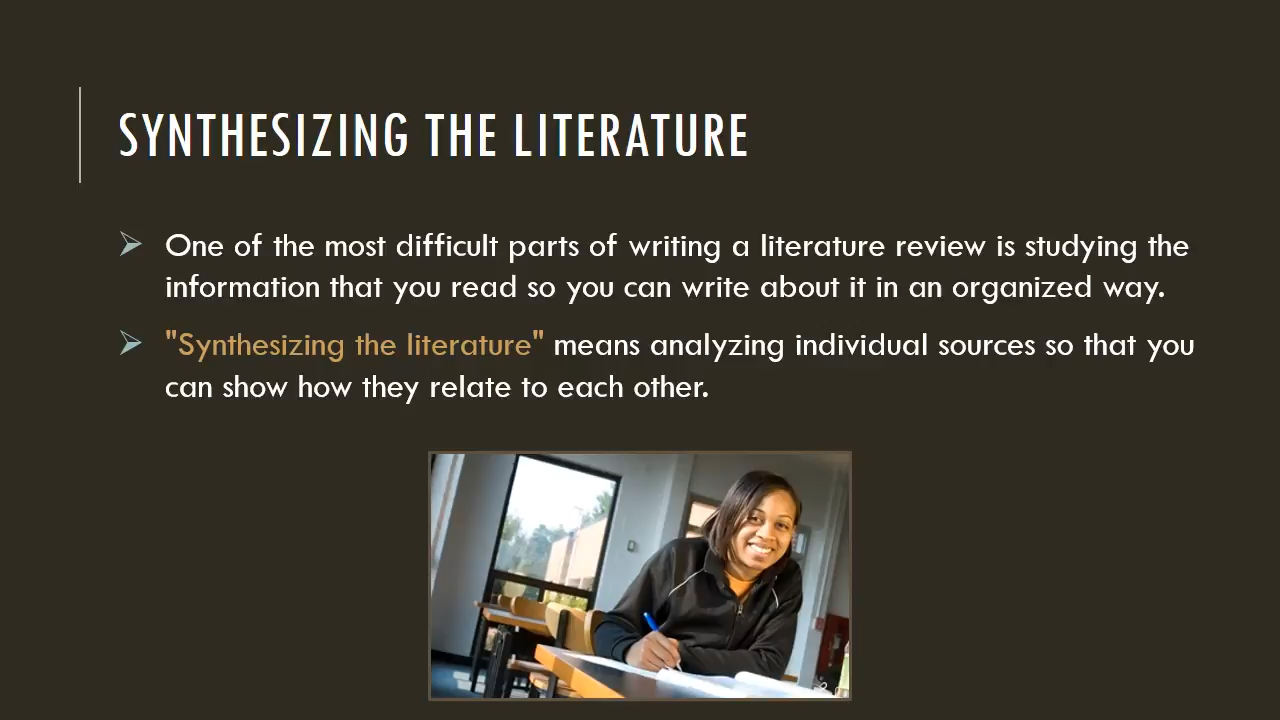 SYNTHESIZING THE LITERATURE
One of the most difficult parts of writing a literature review is studying the
information that you read so you can write about it in an organized way.
"Synthesizing the literature" means analyzing individual sources so that you
can show how they relate to each other.